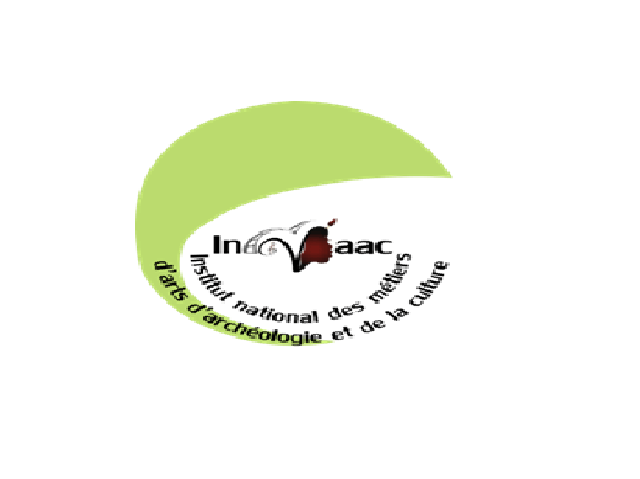 In aac
Institut national des métiers
d'arts d'archéologie et de la culture